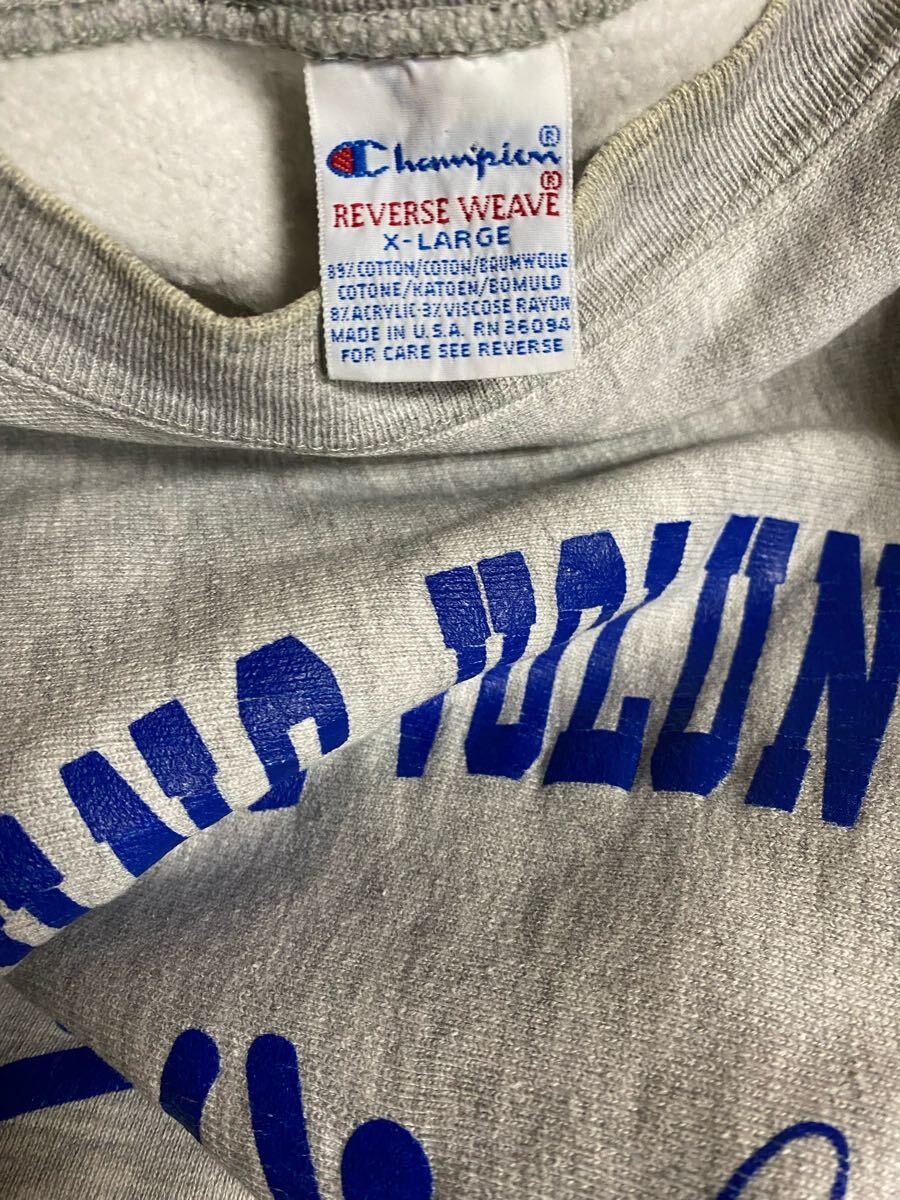 Champion®
REVERSE WEAVE®
X-LARGE
89% COTTON/COTON/BAUMWOLLE
COTONE/KATOEN/BOMULD
8% ACRYLIC-3% VISCOSE RAYON
MADE IN U.S.A. RN 26094
FOR CARE SEE REVERSE
VOLUN